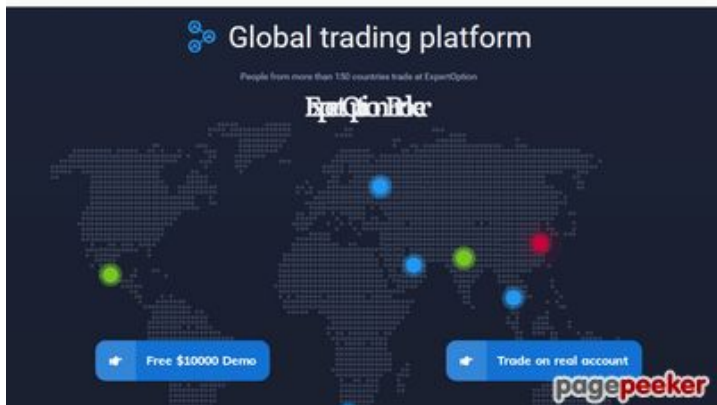 Global trading platform
People from more than 150 countries trade at ExpertOption
Free $10000 Demo
Trade on real account
pagepeeker